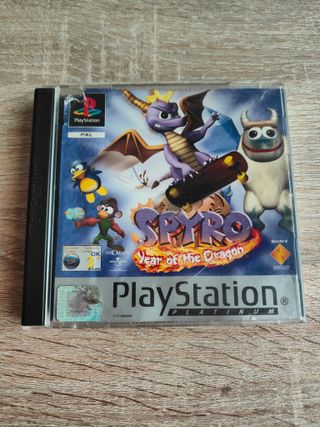 PlayStation
PAL
SPYRO
Year of the Dragon
SONY
PlayStation®
PLATINUM